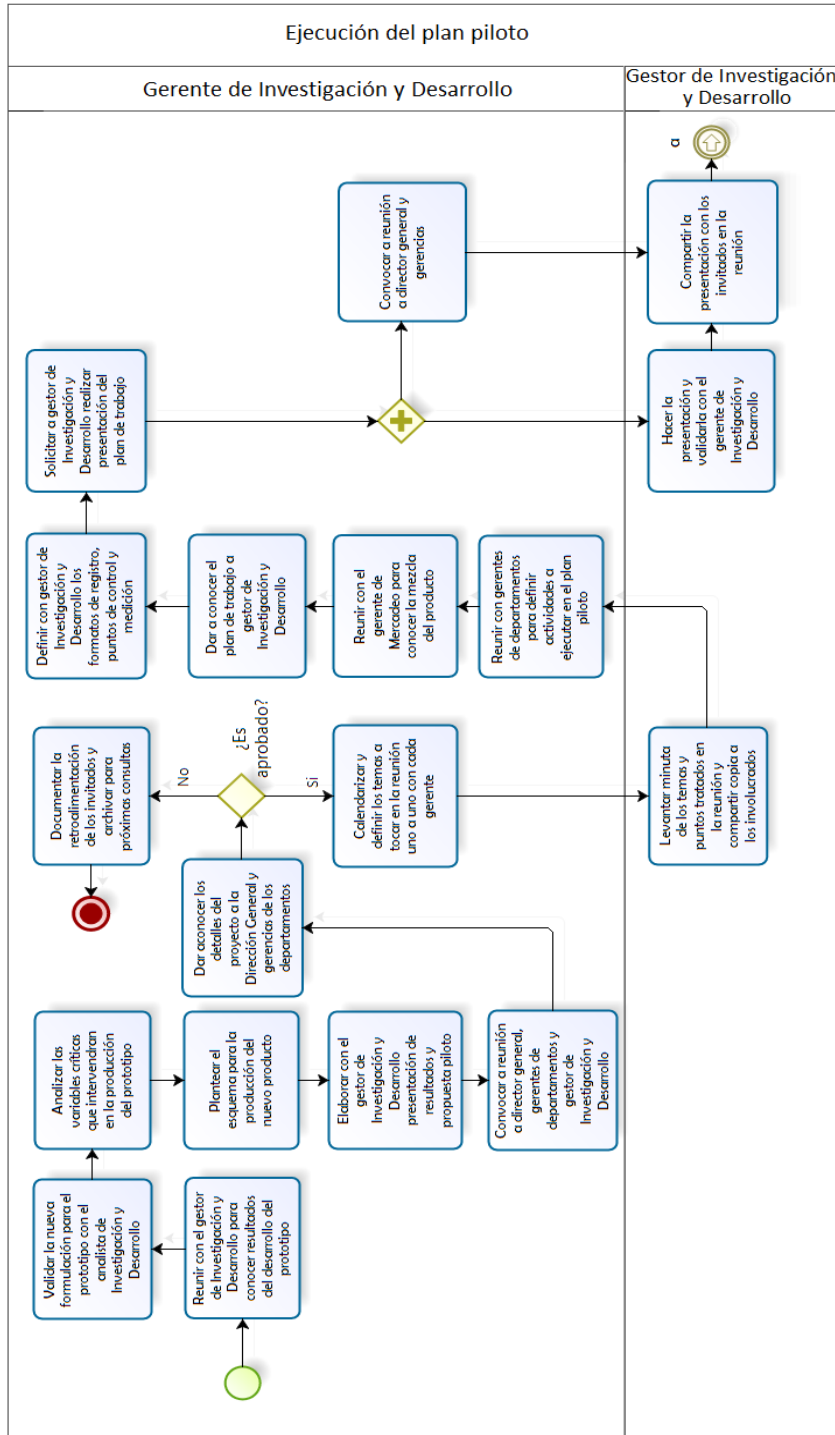 Ejecución del plan piloto
Gerente de Investigación y Desarrollo
Gestor de Investigación
y Desarrollo
Reunir con el gestor
de Investigación y
Desarrollo para
conocer resultados
del desarrollo del
prototipo
Validar la nueva
formulación para el
prototipo con el
analista de
Investigación y
Desarrollo
Analizar las
variables críticas
que intervendran
en la producción
del prototipo
Plantear el
esquema para la
producción del
nuevo producto
Elaborar con el
gestor de
Investigación y
Desarrollo
presentación de
resultados y
propuesta piloto
Convocar a reunión
a director general,
gerentes de
departamentos y
gestor de
Investigación y
Desarrollo
Dar aconocer los
detalles del
proyecto a la
Dirección General y
gerencias de los
departamentos
¿Es
aprobado?
No
Si
Documentar la
retroalimentación
de los invitados y
archivar para
próximas consultas
Calendarizar y
definir los temas a
tocar en la reunión
uno a uno con cada
gerente
Levantar minuta
de los temas y
puntos tratados en
la reunión y
compartir copia a
los involucrados
Reunir con gerentes
de departamentos
para definir
actividades a
ejecutar en el plan
piloto
Reunir con el
gerente de
Mercadeo para
conocer la mezcla
del producto
Dar a conocer el
plan de trabajo a
gestor de
Investigación y
Desarrollo
Definir con gestor de
Investigación y
Desarrollo los
formatos de registro,
puntos de control y
medición
Solicitar a gestor de
Investigación y
Desarrollo realizar
presentación del
plan de trabajo
Convocar a reunión
a director general y
gerencias
Hacer la
presentación y
validarla con el
gerente de
Investigación y
Desarrollo
Compartir la
presentación con los
invitados en la
reunión
a